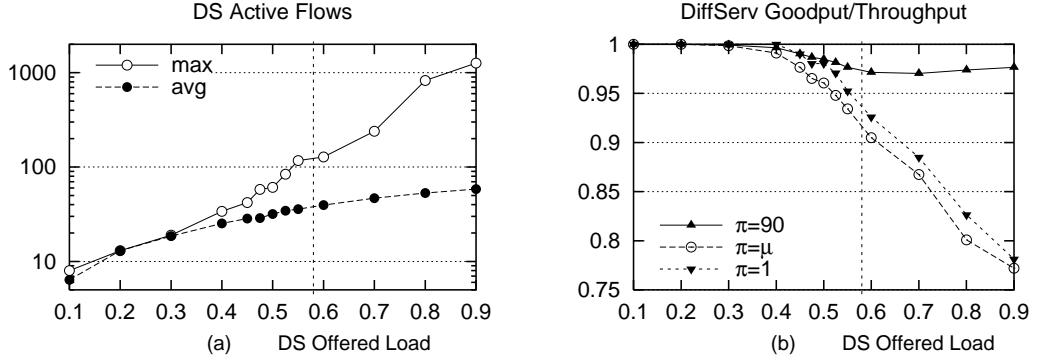 DS Active Flows
1000
100
10
max
avg
0.1 0.2 0.3 0.4 0.5 0.6 0.7 0.8 0.9
(a) DS Offered Load
DiffServ Goodput/Throughput
1
0.95
0.9
0.85
0.8
0.75
π=90
π=μ
π=1
0.1 0.2 0.3 0.4 0.5 0.6 0.7 0.8 0.9
(b) DS Offered Load